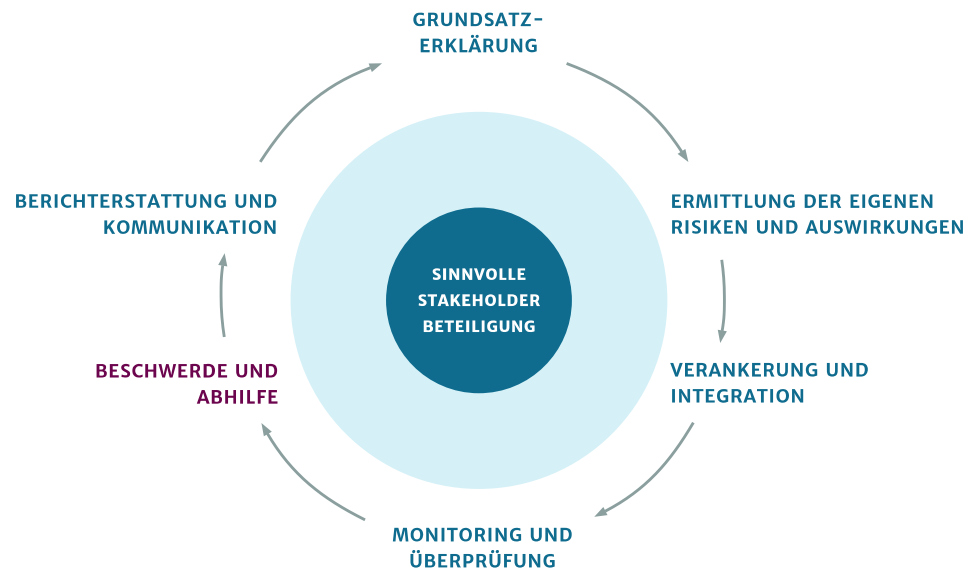 GRUNDSATZ-
ERKLÄRUNG
ERMITTLUNG DER EIGENEN
RISIKEN UND AUSWIRKUNGEN
VERANKERUNG UND
INTEGRATION
MONITORING UND
ÜBERPRÜFUNG
BESCHWERDE UND
ABHILFE
BERICHTERSTATTUNG UND
KOMMUNIKATION
SINNVOLLE
STAKEHOLDER
BETEILIGUNG